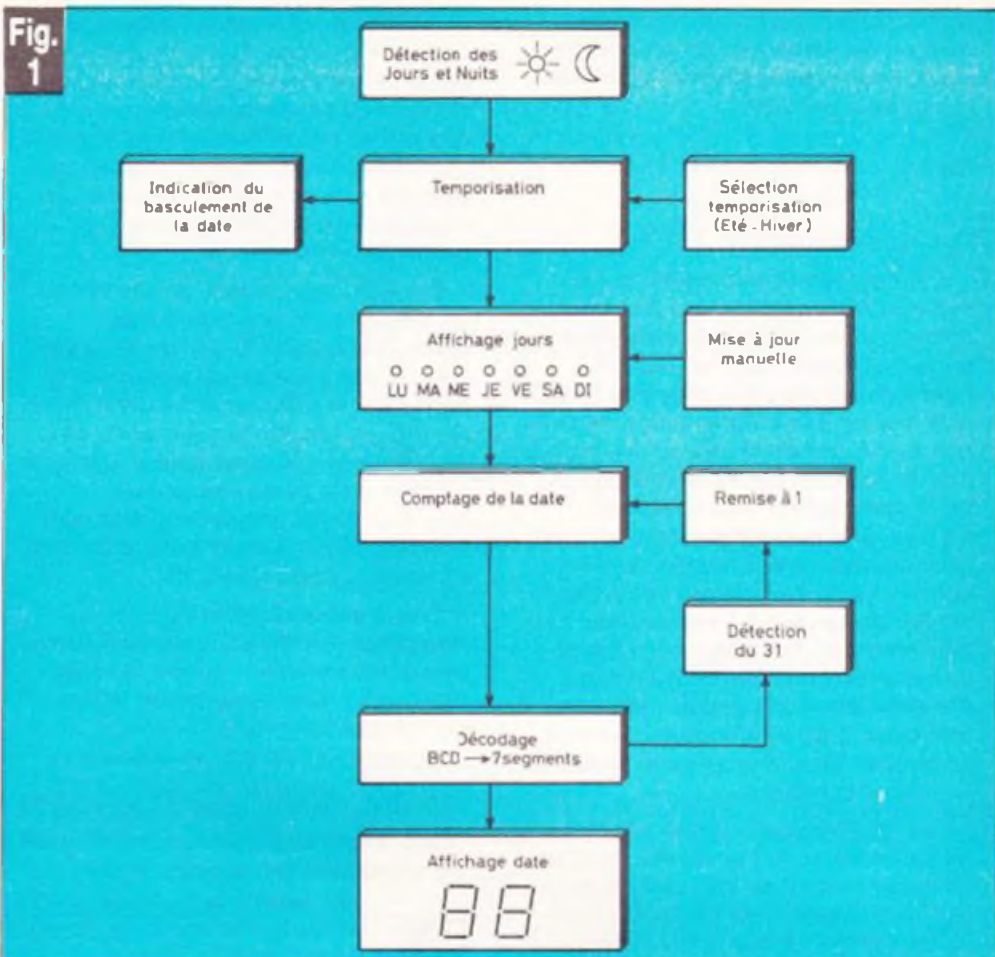 Fig.
1
Détection des
Jours et Nuits
Indication du
basculement de
la date
Temporisation
Sélection
temporisation
(Eté - Hiver)
Affichage jours
LU MA ME JE VE SA DI
Mise à jour
manuelle
Comptage de la date
Remise à 1
Détection
du 31
Décodage
BCD → 7segments
Affichage date
88